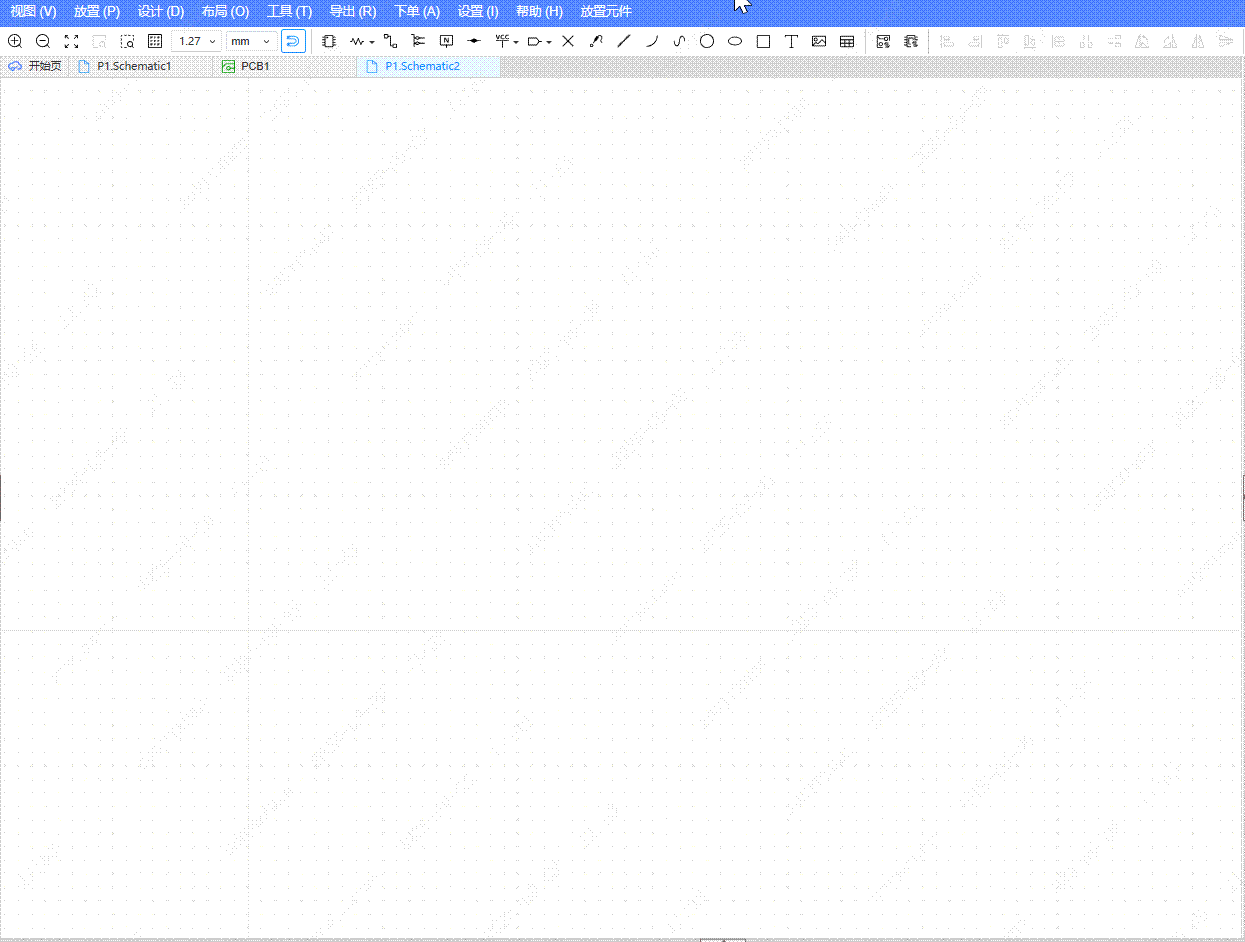 视图 (V) 放置 (P) 设计 (D) 布局 (O) 工具 (T) 导出 (R) 下单 (A) 设置 (I) 帮助 (H) 放置元件
1.27 mm N VCC T
开始页 P1.Schematic1 PCB1 P1.Schematic2